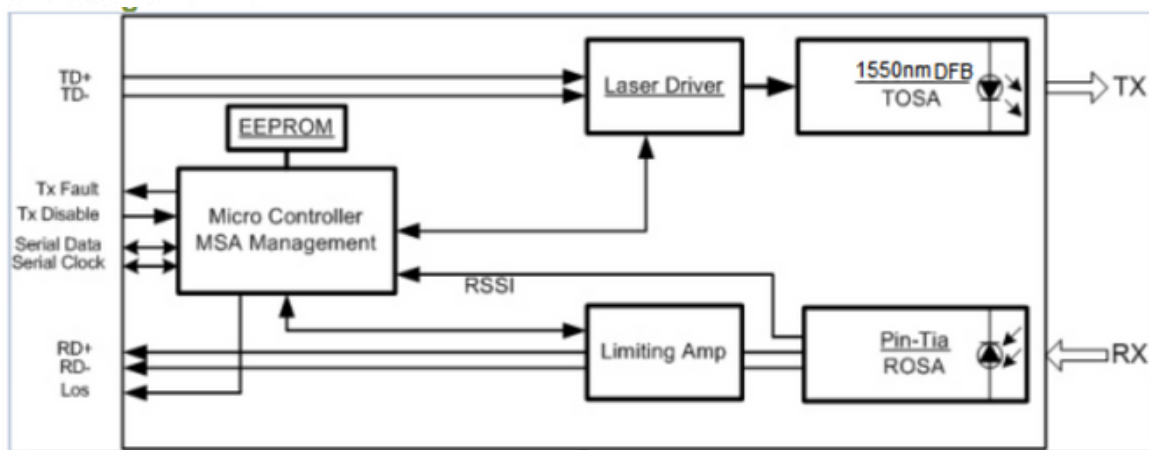 TD+
TD-
Laser Driver
1550nm DFB
TOSA
TX
EEPROM
Tx Fault
Tx Disable
Serial Data
Serial Clock
Micro Controller
MSA Management
RSSI
RD+
RD-
Los
Limiting Amp
Pin-Tia
ROSA
RX